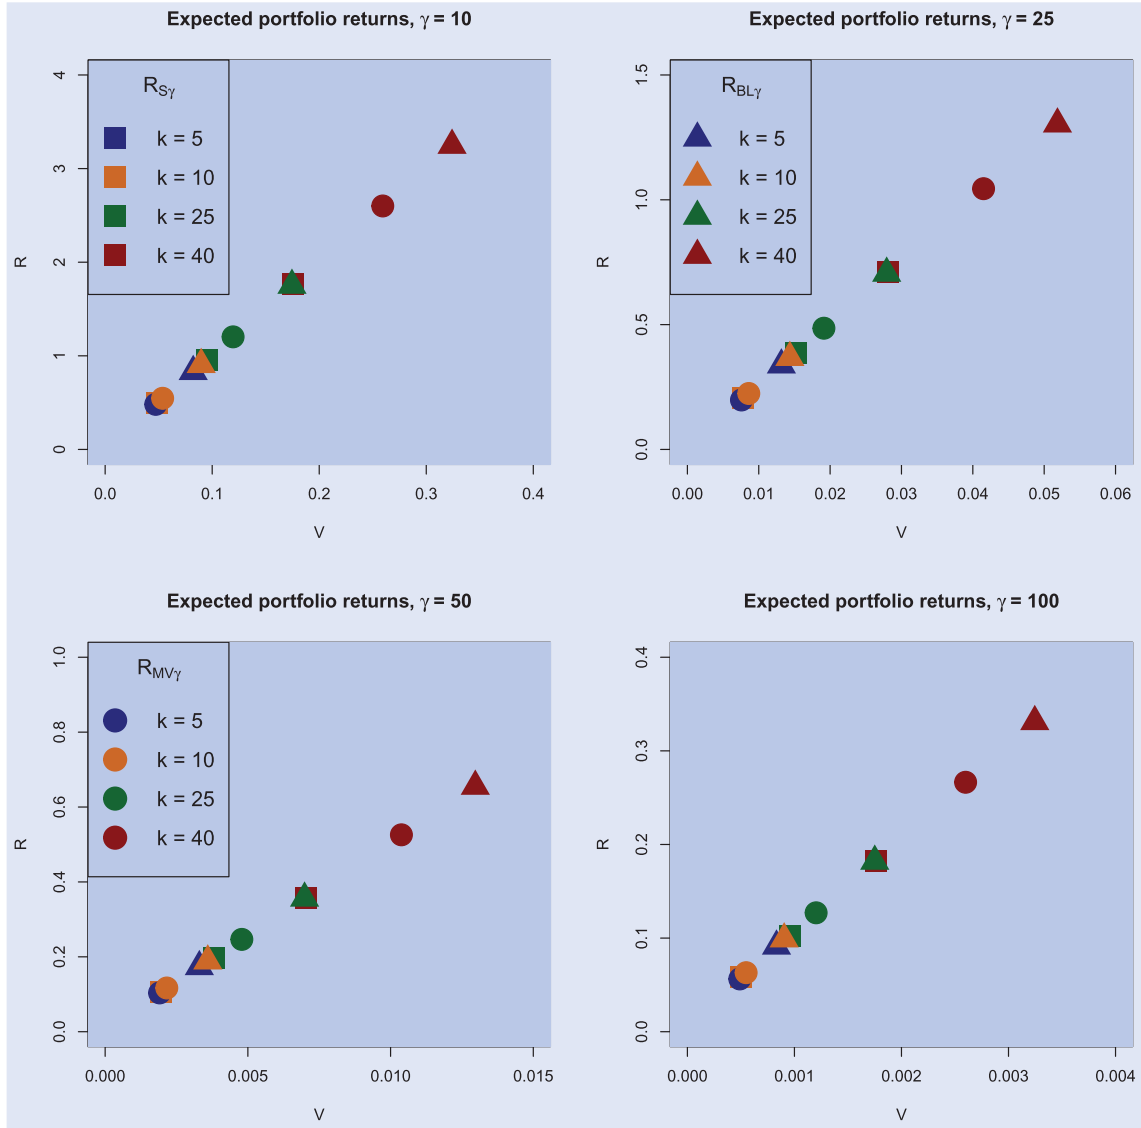 Expected portfolio returns, γ = 10
R
4
3
2
1
0
R_Sγ
k = 5
k = 10
k = 25
k = 40
0.0 0.1 0.2 0.3 0.4
V
Expected portfolio returns, γ = 25
R
1.5
1.0
0.5
0.0
R_BLγ
k = 5
k = 10
k = 25
k = 40
0.00 0.01 0.02 0.03 0.04 0.05 0.06
V
Expected portfolio returns, γ = 50
R
1.0
0.8
0.6
0.4
0.2
0.0
R_MVγ
k = 5
k = 10
k = 25
k = 40
0.000 0.005 0.010 0.015
V
Expected portfolio returns, γ = 100
R
0.4
0.3
0.2
0.1
0.0
0.000 0.001 0.002 0.003 0.004
V